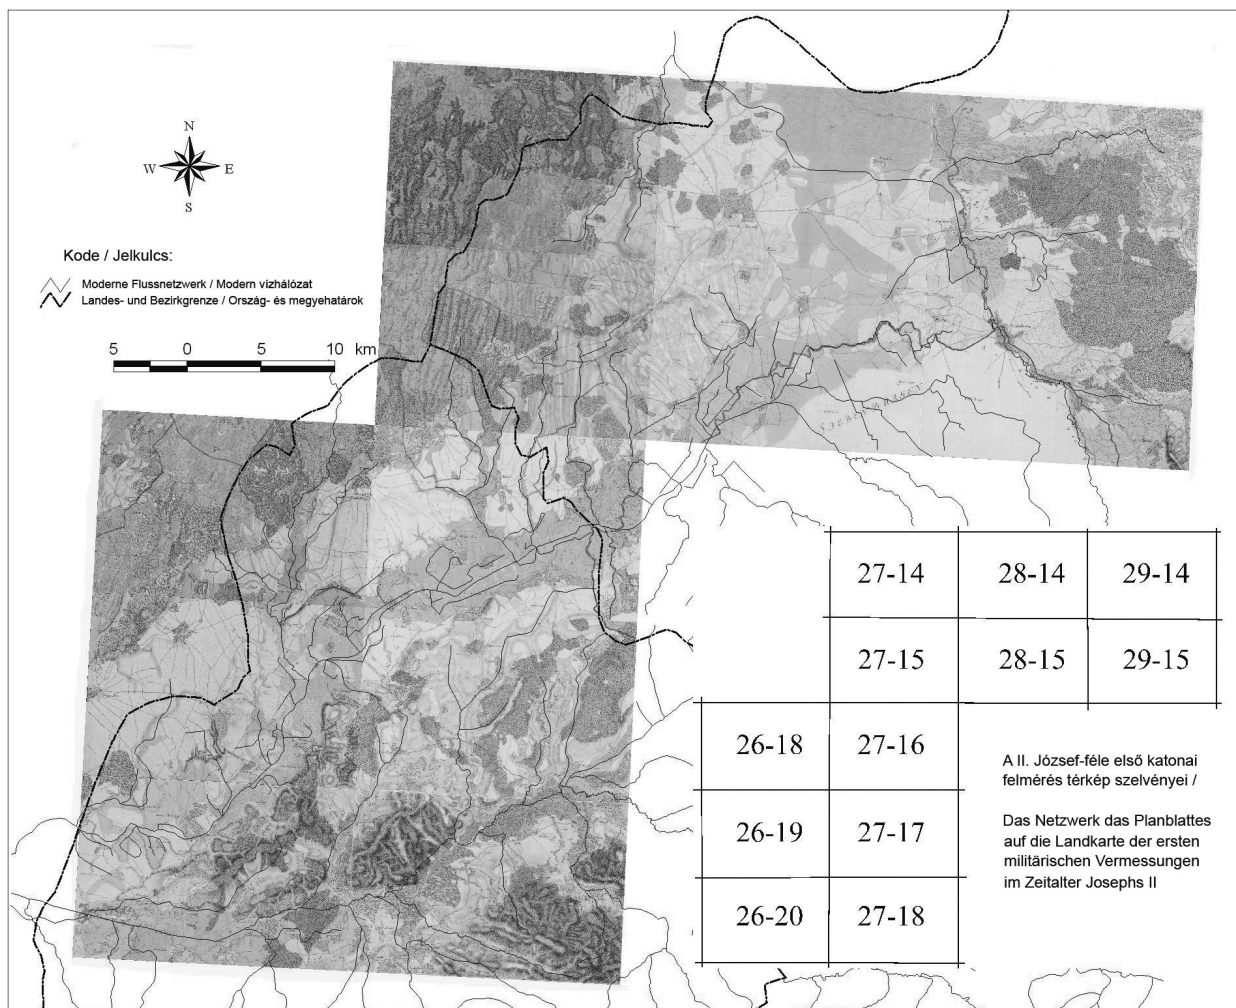 N
W E
S
Kode / Jelkulcs:
Moderne Flussnetzwerk / Modern vízhálózat
Landes- und Bezirkgrenze / Ország- és megyehatárok
5 0 5 10 km
27-14 28-14 29-14
27-15 28-15 29-15
26-18 27-16
26-19 27-17
26-20 27-18
A II. József-féle első katonai
felmérés térkép szelvényei /
Das Netzwerk das Planblattes
auf die Landkarte der ersten
militärischen Vermessungen
im Zeitalter Josephs II